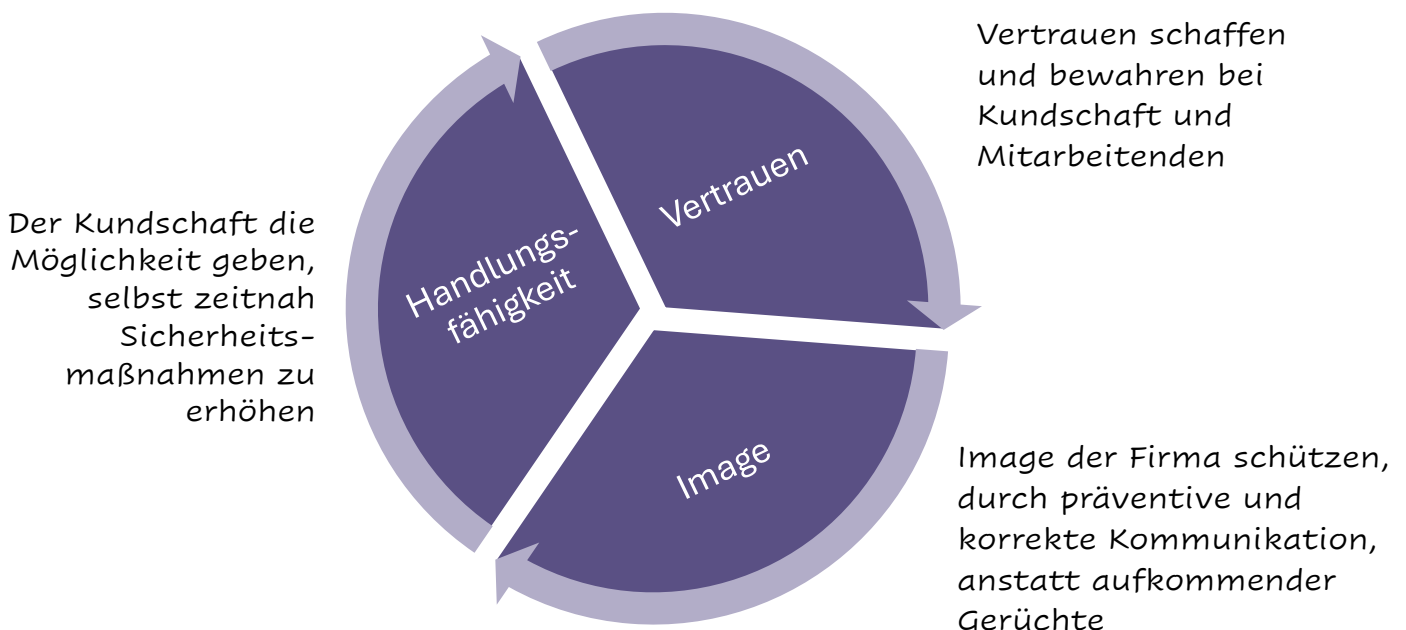 Vertrauen schaffen
und bewahren bei
Kundschaft und
Mitarbeitenden
Vertrauen
Der Kundschaft die
Möglichkeit geben,
selbst zeitnah
Sicherheits-
maßnahmen zu
erhöhen
Handlungs-
fähigkeit
Image
Image der Firma schützen,
durch präventive und
korrekte Kommunikation,
anstatt aufkommender
Gerüchte